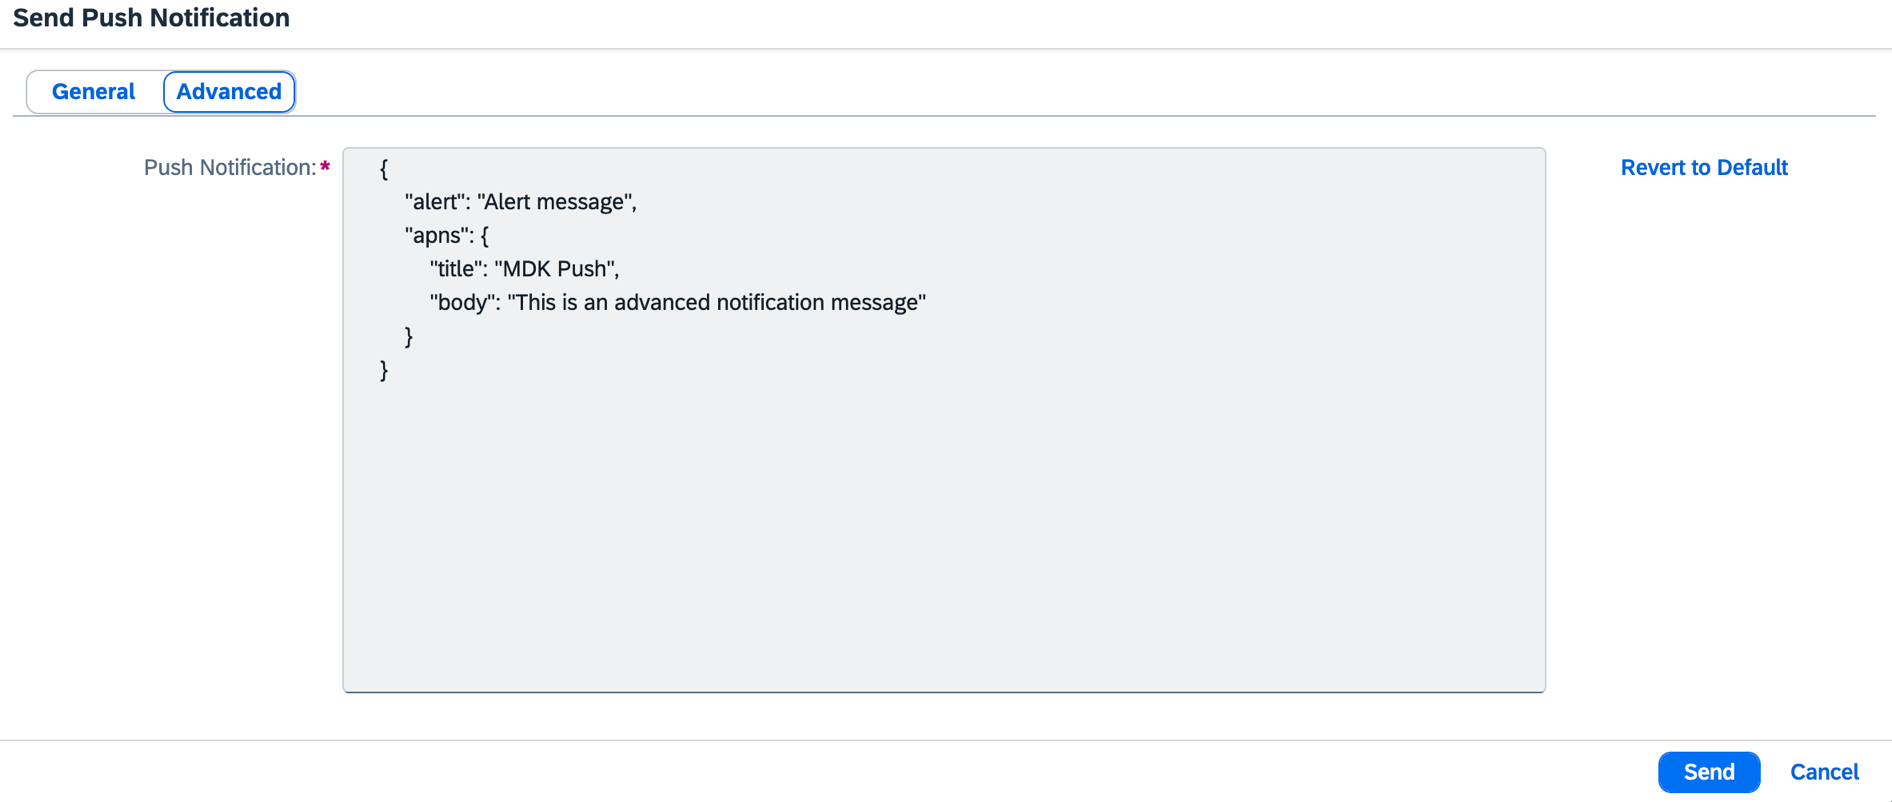 Send Push Notification
General Advanced
Push Notification:* {
"alert": "Alert message",
"apns": {
"title": "MDK Push",
"body": "This is an advanced notification message"
}
}
Revert to Default
Send Cancel